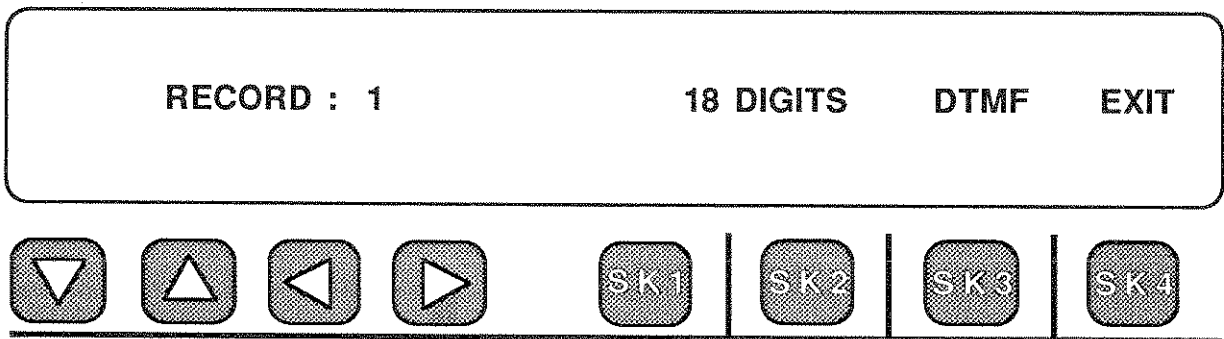 RECORD : 1 18 DIGITS DTMF EXIT
SK1 SK2 SK3 SK4